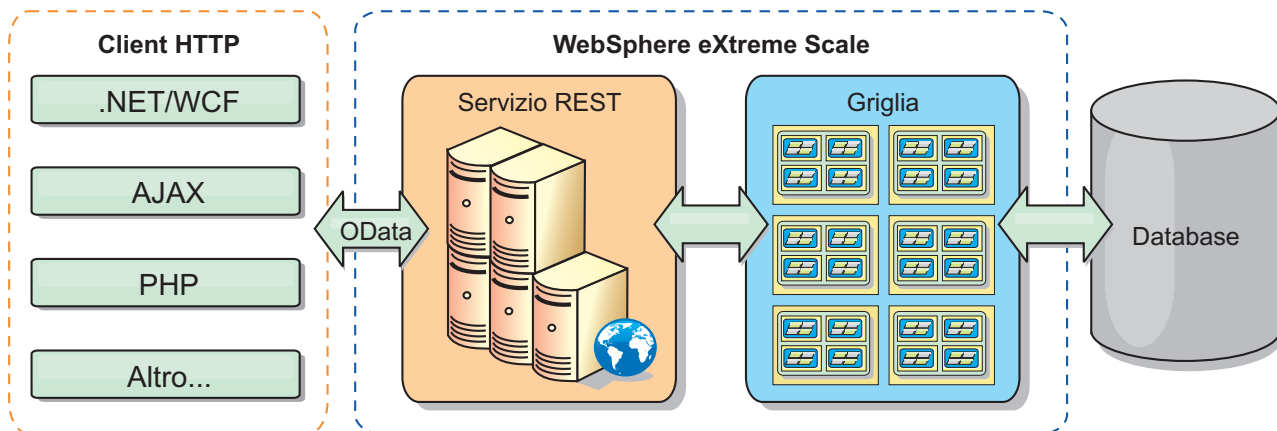 Client HTTP
.NET/WCF
AJAX
PHP
Altro...
OData
WebSphere eXtreme Scale
Servizio REST
Griglia
Database